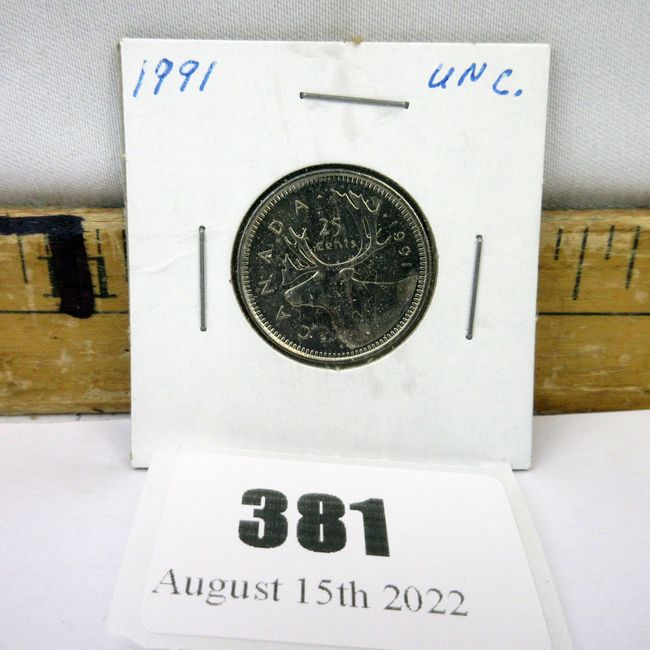 1991 UNC.
CANADA · 1991
25
cents
381
August 15th 2022